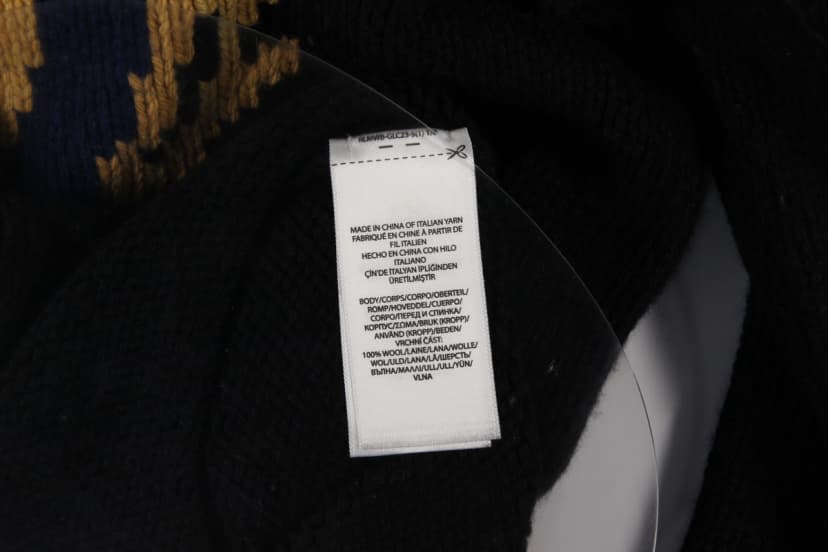 MADE IN CHINA OF ITALIAN YARN
FABRIQUÉ EN CHINE À PARTIR DE
FIL ITALIEN
HECHO EN CHINA CON HILO
ITALIANO
ÇİN'DE İTALYAN İPLİĞİNDEN
ÜRETİLMİŞTİR
BODY/CORPS/CORPO/OBERTEIL/
ROMP/HOVEDDEL/CUERPO/
CORPO/ПЕРЕД И СПИНКА/
КОРПУС/ΣΩΜΑ/BRUK (KROPP)/
ANVÄND (KROPP)/BEDEN/
VRCHNÍ ČÁST:
100% WOOL/LAINE/LANA/WOLLE/
WOL/ULD/LANA/LÃ/ШЕРСТЬ/
ВЪЛНА/ΜΑΛΛΙ/ULL/ULL/YÜN/
VLNA